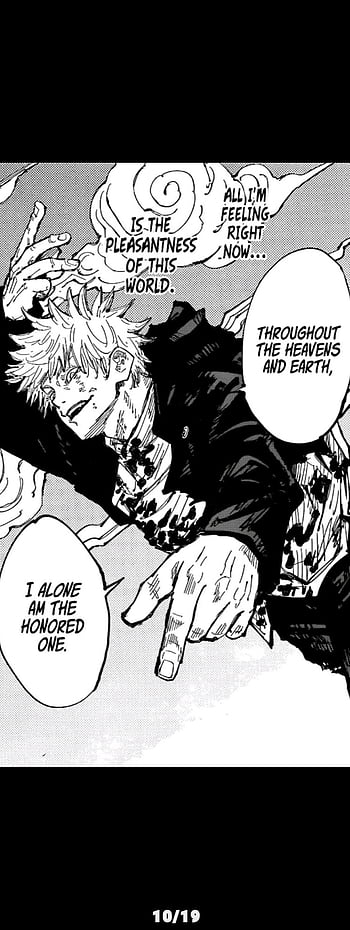 ALL I'M
FEELING
RIGHT
NOW...
IS THE
PLEASANTNESS
OF THIS
WORLD.
THROUGHOUT
THE HEAVENS
AND EARTH,
I ALONE
AM THE
HONORED
ONE.
10/19